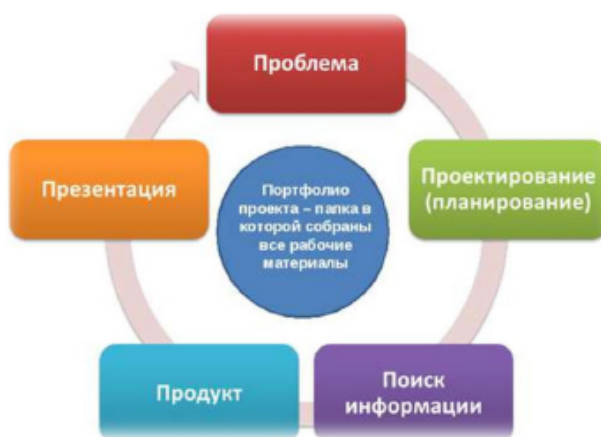 Проблема
Проектирование
(планирование)
Поиск
информации
Продукт
Презентация
Портфолио
проекта – папка в
которой собраны
все рабочие
материалы